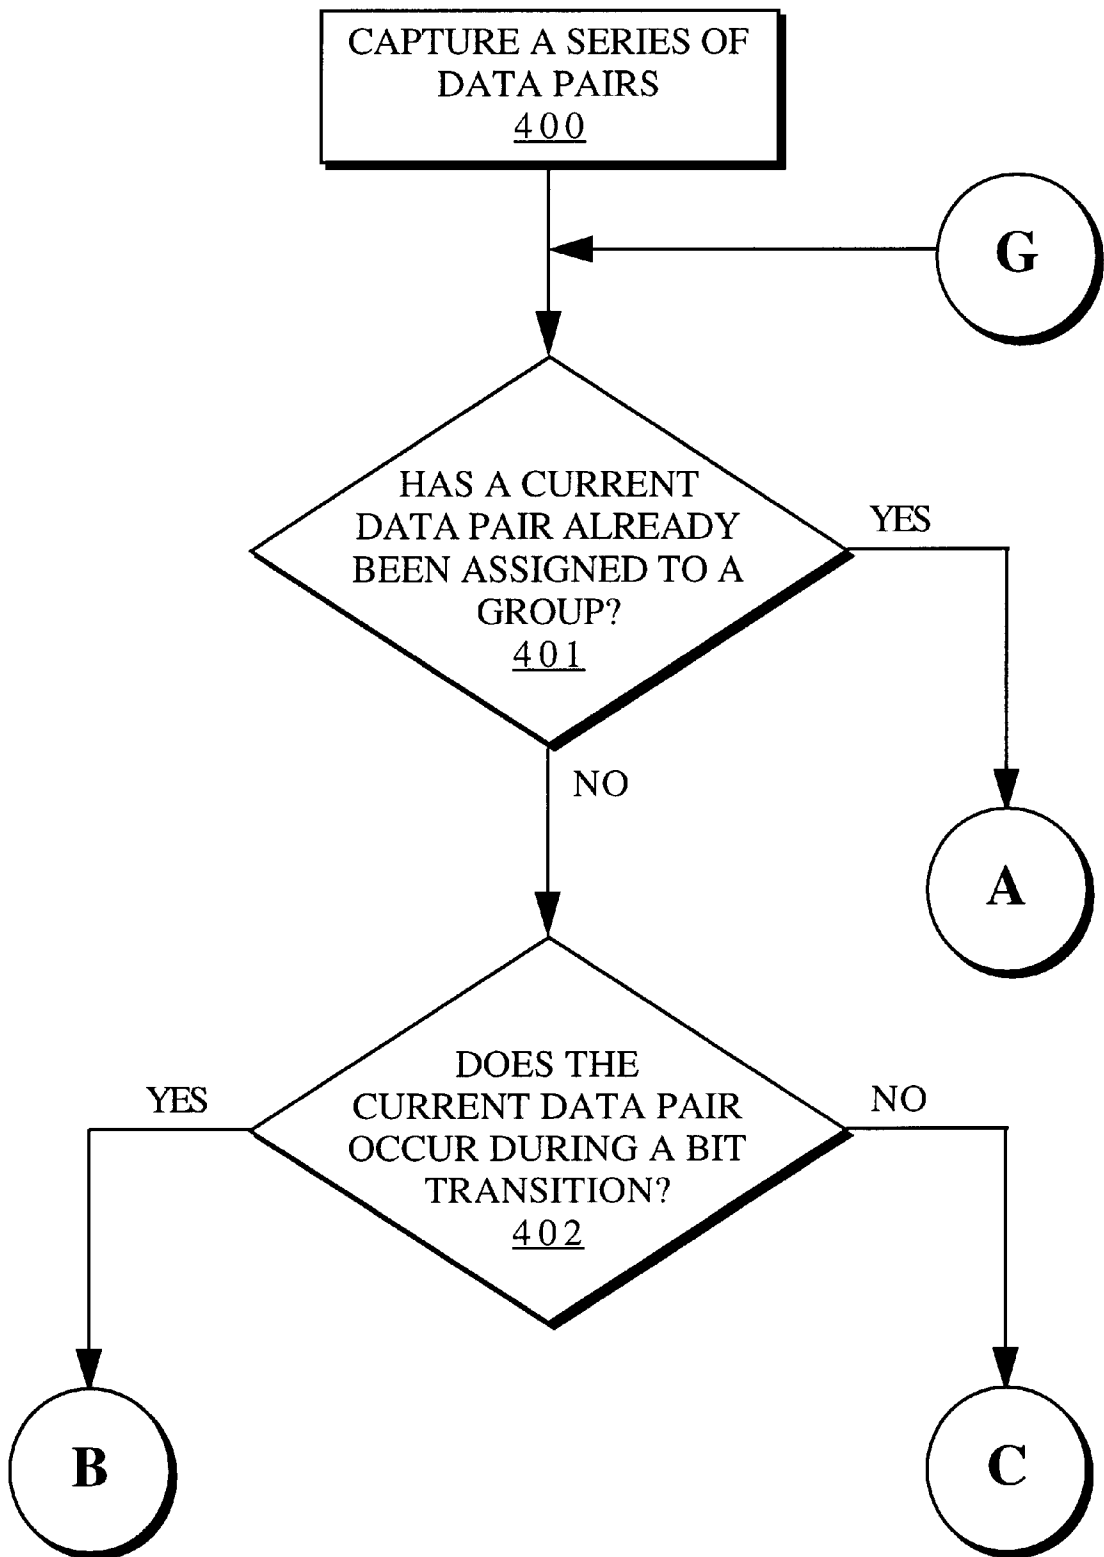 CAPTURE A SERIES OF
DATA PAIRS
400
G
HAS A CURRENT
DATA PAIR ALREADY
BEEN ASSIGNED TO A
GROUP?
401
YES
NO
A
DOES THE
CURRENT DATA PAIR
OCCUR DURING A BIT
TRANSITION?
402
YES
NO
B
C